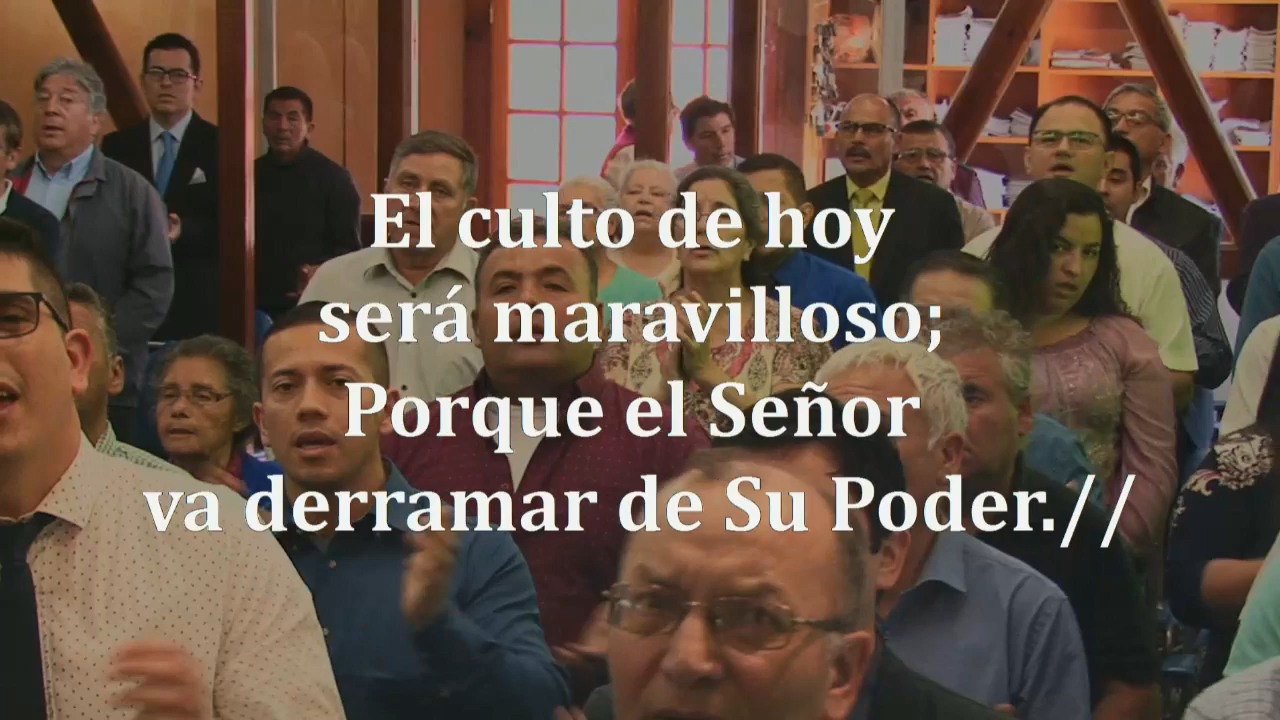 El culto de hoy
será maravilloso;
Porque el Señor
va derramar de Su Poder.//